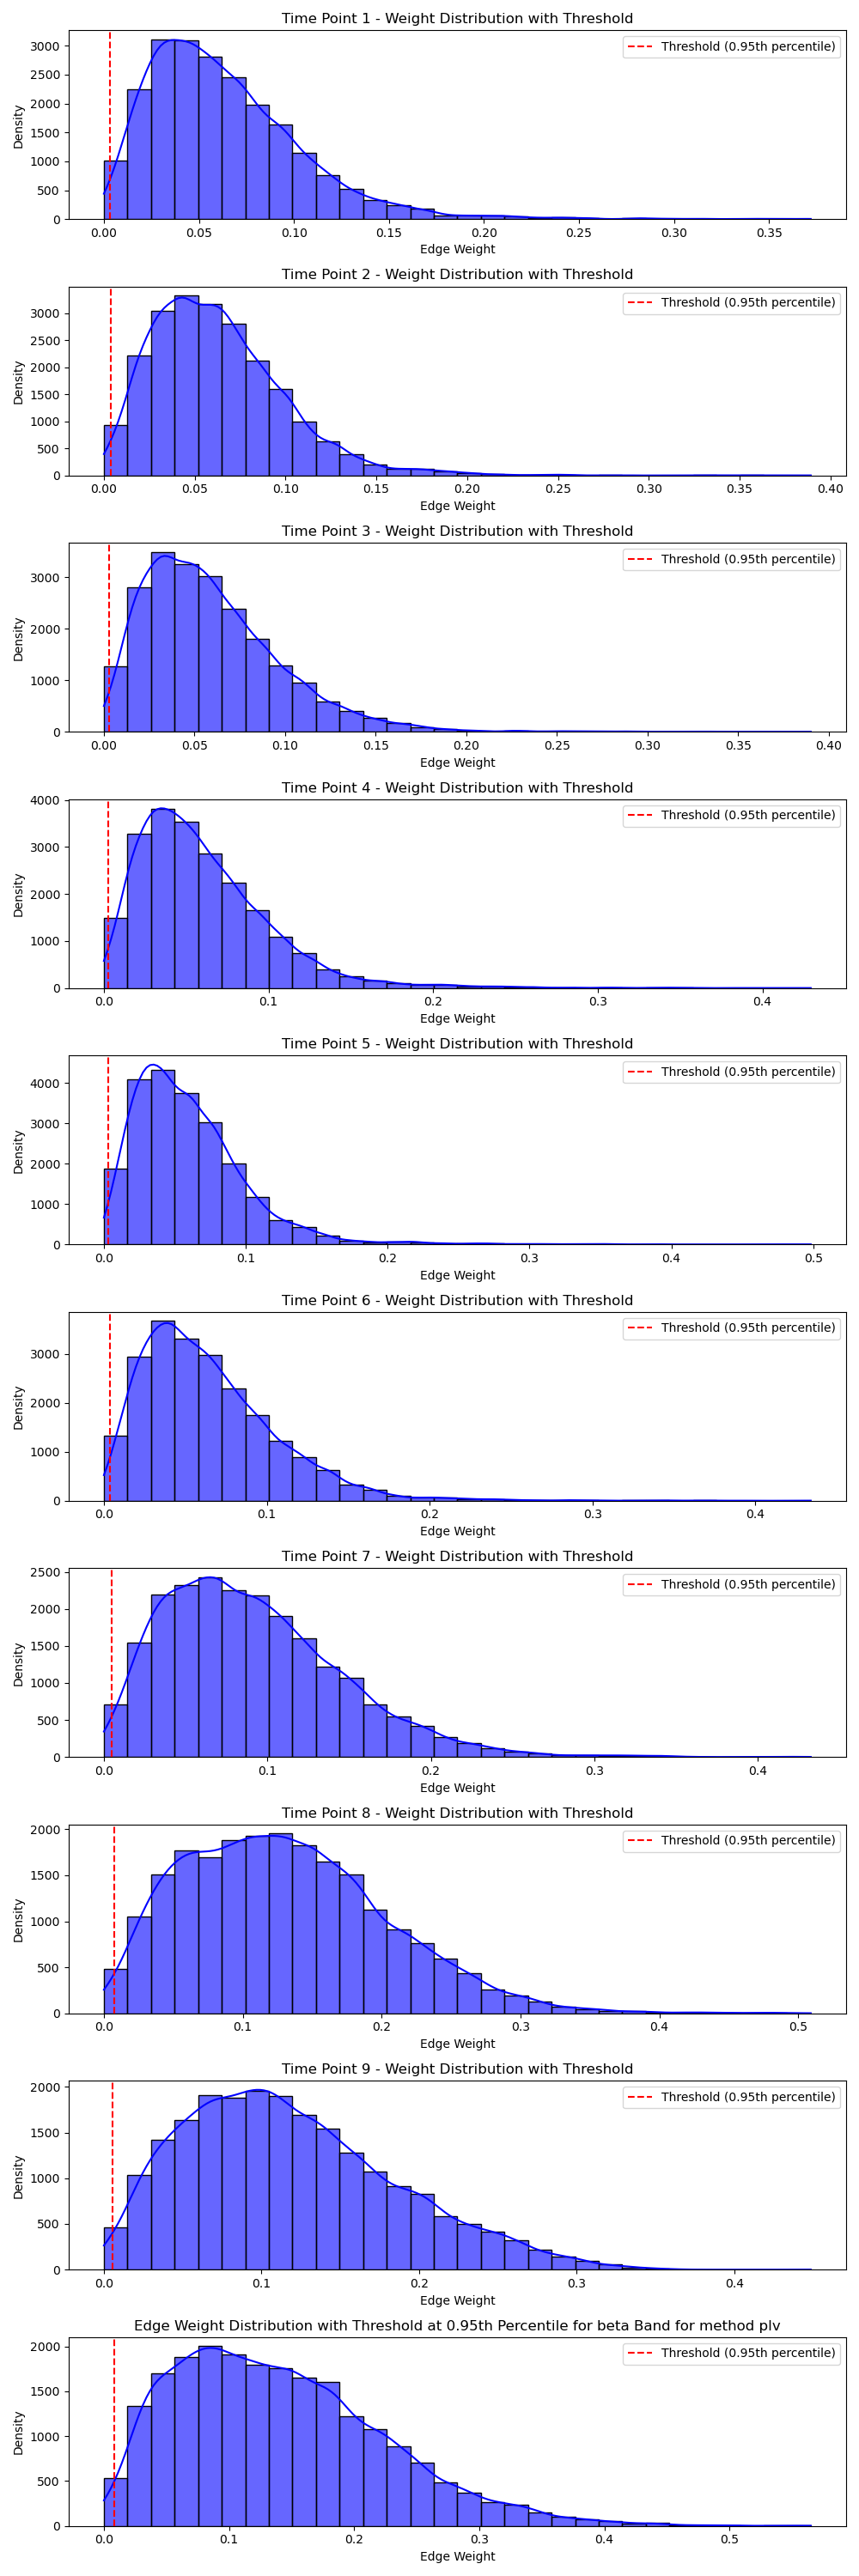 Time Point 1 - Weight Distribution with Threshold
Threshold (0.95th percentile)
Density
3000
2500
2000
1500
1000
500
0
0.00 0.05 0.10 0.15 0.20 0.25 0.30 0.35
Edge Weight
Time Point 2 - Weight Distribution with Threshold
Threshold (0.95th percentile)
Density
3000
2500
2000
1500
1000
500
0
0.00 0.05 0.10 0.15 0.20 0.25 0.30 0.35 0.40
Edge Weight
Time Point 3 - Weight Distribution with Threshold
Threshold (0.95th percentile)
Density
3000
2000
1000
0
0.00 0.05 0.10 0.15 0.20 0.25 0.30 0.35 0.40
Edge Weight
Time Point 4 - Weight Distribution with Threshold
Threshold (0.95th percentile)
Density
4000
3000
2000
1000
0
0.0 0.1 0.2 0.3 0.4
Edge Weight
Time Point 5 - Weight Distribution with Threshold
Threshold (0.95th percentile)
Density
4000
3000
2000
1000
0
0.0 0.1 0.2 0.3 0.4 0.5
Edge Weight
Time Point 6 - Weight Distribution with Threshold
Threshold (0.95th percentile)
Density
3000
2000
1000
0
0.0 0.1 0.2 0.3 0.4
Edge Weight
Time Point 7 - Weight Distribution with Threshold
Threshold (0.95th percentile)
Density
2500
2000
1500
1000
500
0
0.0 0.1 0.2 0.3 0.4
Edge Weight
Time Point 8 - Weight Distribution with Threshold
Threshold (0.95th percentile)
Density
2000
1500
1000
500
0
0.0 0.1 0.2 0.3 0.4 0.5
Edge Weight
Time Point 9 - Weight Distribution with Threshold
Threshold (0.95th percentile)
Density
2000
1500
1000
500
0
0.0 0.1 0.2 0.3 0.4
Edge Weight
Edge Weight Distribution with Threshold at 0.95th Percentile for beta Band for method plv
Threshold (0.95th percentile)
Density
2000
1500
1000
500
0
0.0 0.1 0.2 0.3 0.4 0.5
Edge Weight